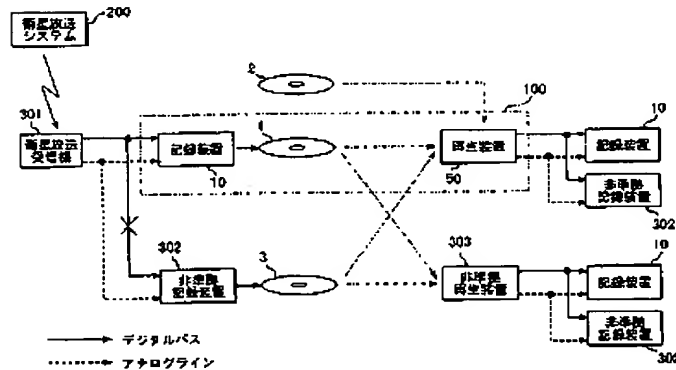 衛星放送
システム
200
2
100
301
衛星放送
受信機
記録装置
10
1
再生装置
50
10
記録装置
非準拠
記録装置
302
302
非準拠
記録装置
3
303
非準拠
再生装置
10
記録装置
非準拠
記録装置
302
デジタルバス
アナログライン